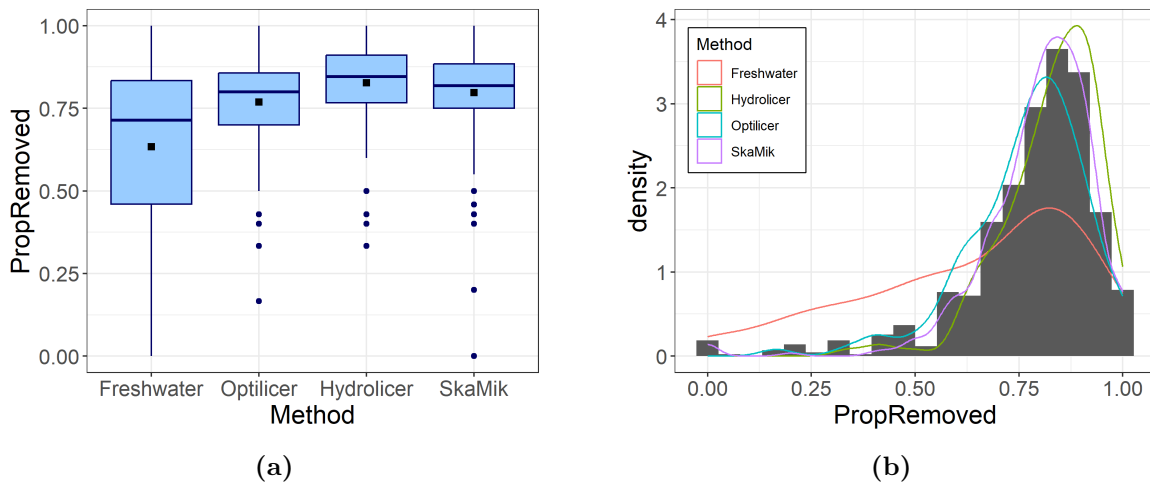 1.00
0.75
0.50
0.25
0.00
PropRemoved
Freshwater Optilicer Hydrolicer SkaMik
Method
(a)
4
3
2
1
0
density
Method
Freshwater
Hydrolicer
Optilicer
SkaMik
0.00 0.25 0.50 0.75 1.00
PropRemoved
(b)